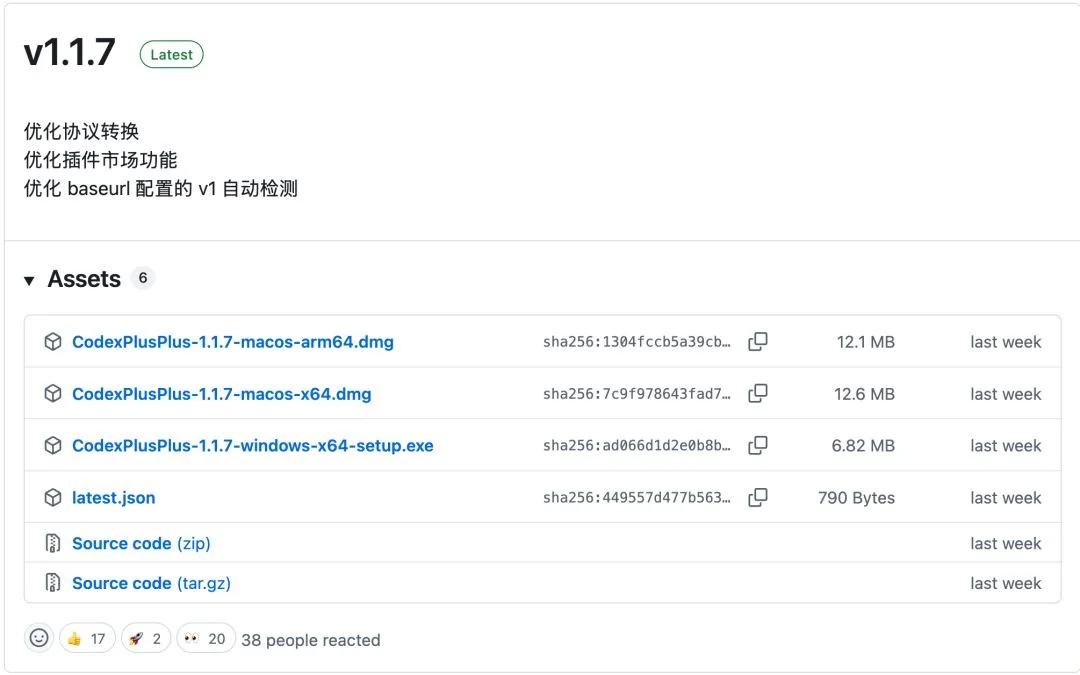 v1.1.7 Latest
优化协议转换
优化插件市场功能
优化 baseurl 配置的 v1 自动检测
Assets 6
CodexPlusPlus-1.1.7-macos-arm64.dmg sha256:1304fccb5a39cb… 12.1 MB last week
CodexPlusPlus-1.1.7-macos-x64.dmg sha256:7c9f978643fad7… 12.6 MB last week
CodexPlusPlus-1.1.7-windows-x64-setup.exe sha256:ad066d1d2e0b8b… 6.82 MB last week
latest.json sha256:449557d477b563… 790 Bytes last week
Source code (zip) last week
Source code (tar.gz) last week
👍 17 🚀 2 👀 20 38 people reacted